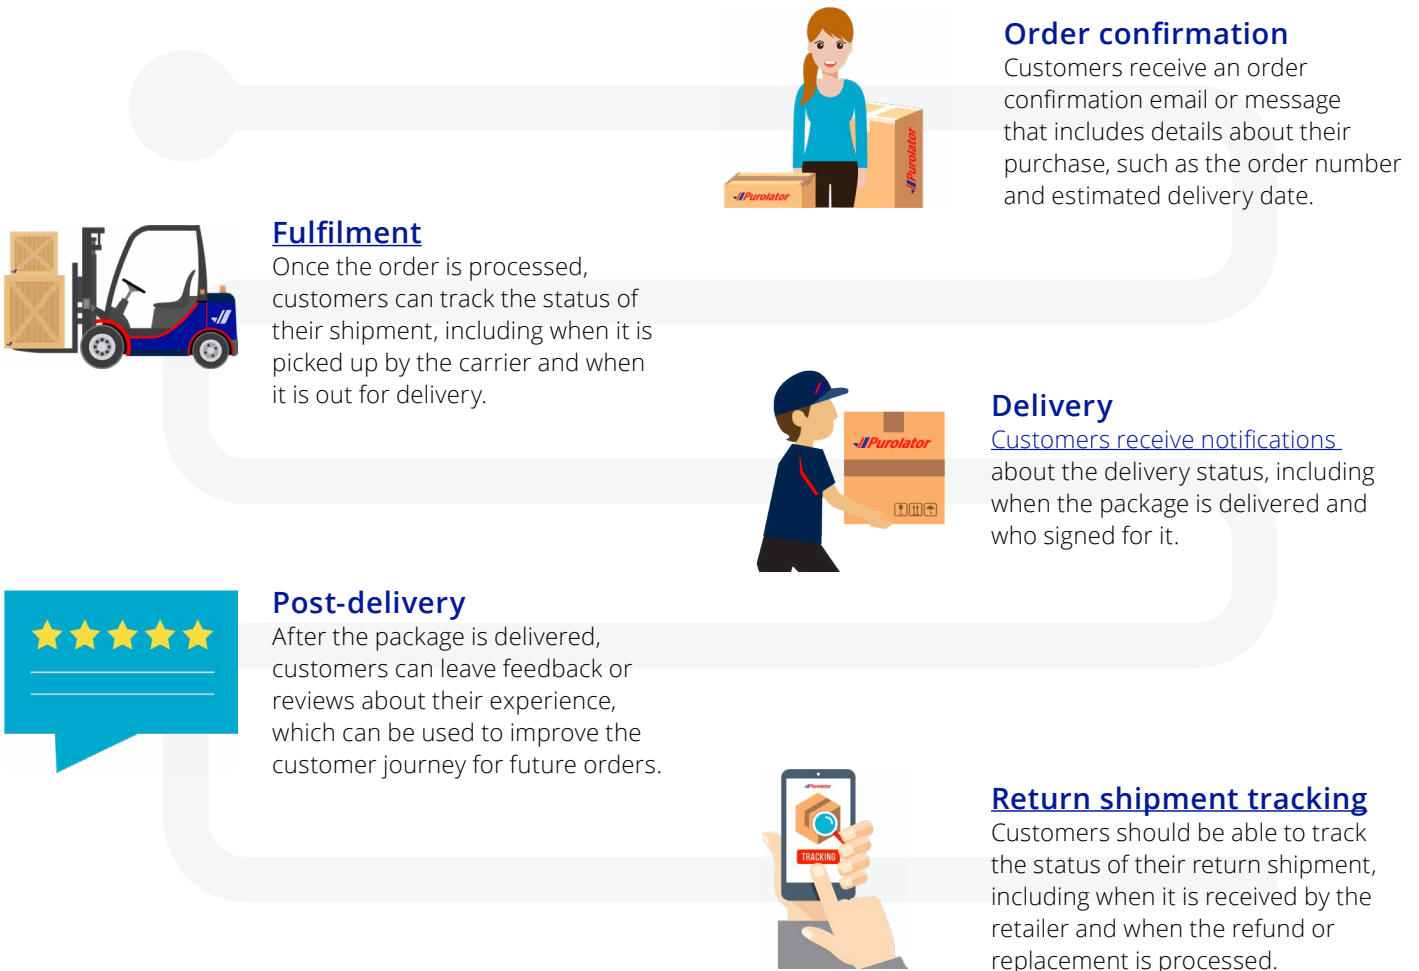 Order confirmation
Customers receive an order
confirmation email or message
that includes details about their
purchase, such as the order number
and estimated delivery date.
Purolator
Purolator
Fulfilment
Once the order is processed,
customers can track the status of
their shipment, including when it is
picked up by the carrier and when
it is out for delivery.
Purolator
Delivery
Customers receive notifications
about the delivery status, including
when the package is delivered and
who signed for it.
Post-delivery
After the package is delivered,
customers can leave feedback or
reviews about their experience,
which can be used to improve the
customer journey for future orders.
Purolator
TRACKING
Return shipment tracking
Customers should be able to track
the status of their return shipment,
including when it is received by the
retailer and when the refund or
replacement is processed.